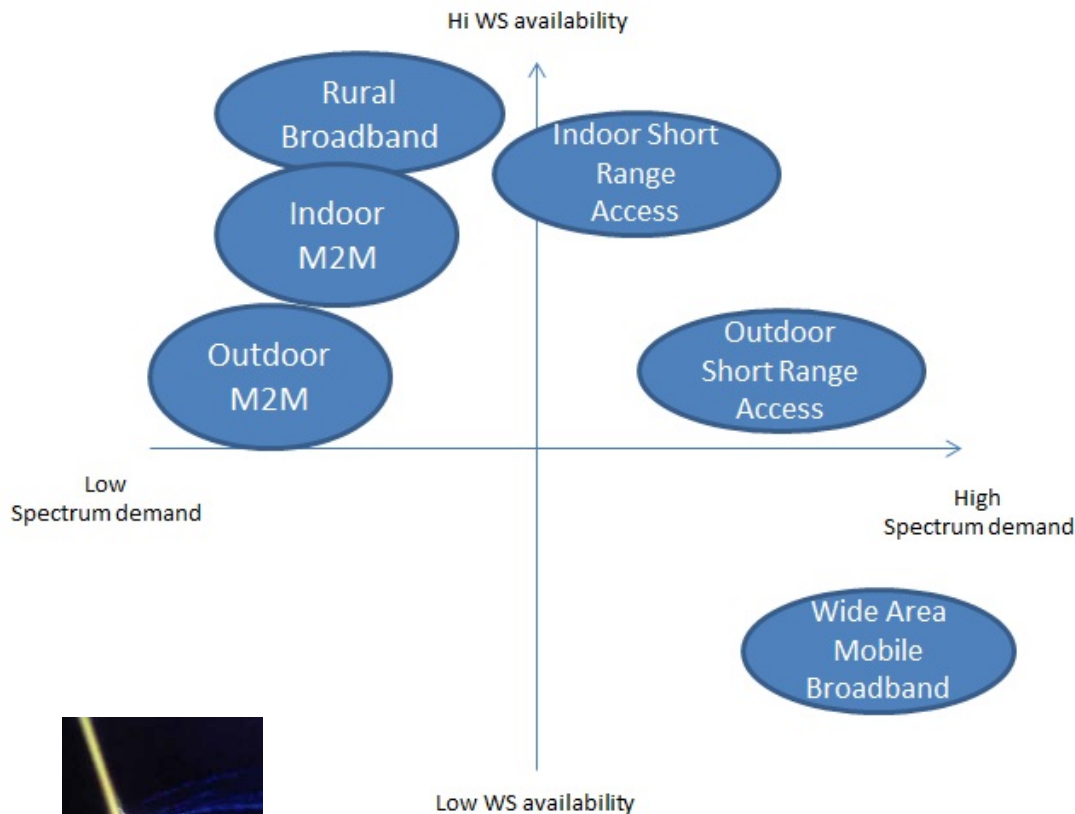 Hi WS availability
Rural
Broadband
Indoor Short
Range
Access
Indoor
M2M
Outdoor
M2M
Outdoor
Short Range
Access
Low
Spectrum demand
High
Spectrum demand
Wide Area
Mobile
Broadband
Low WS availability